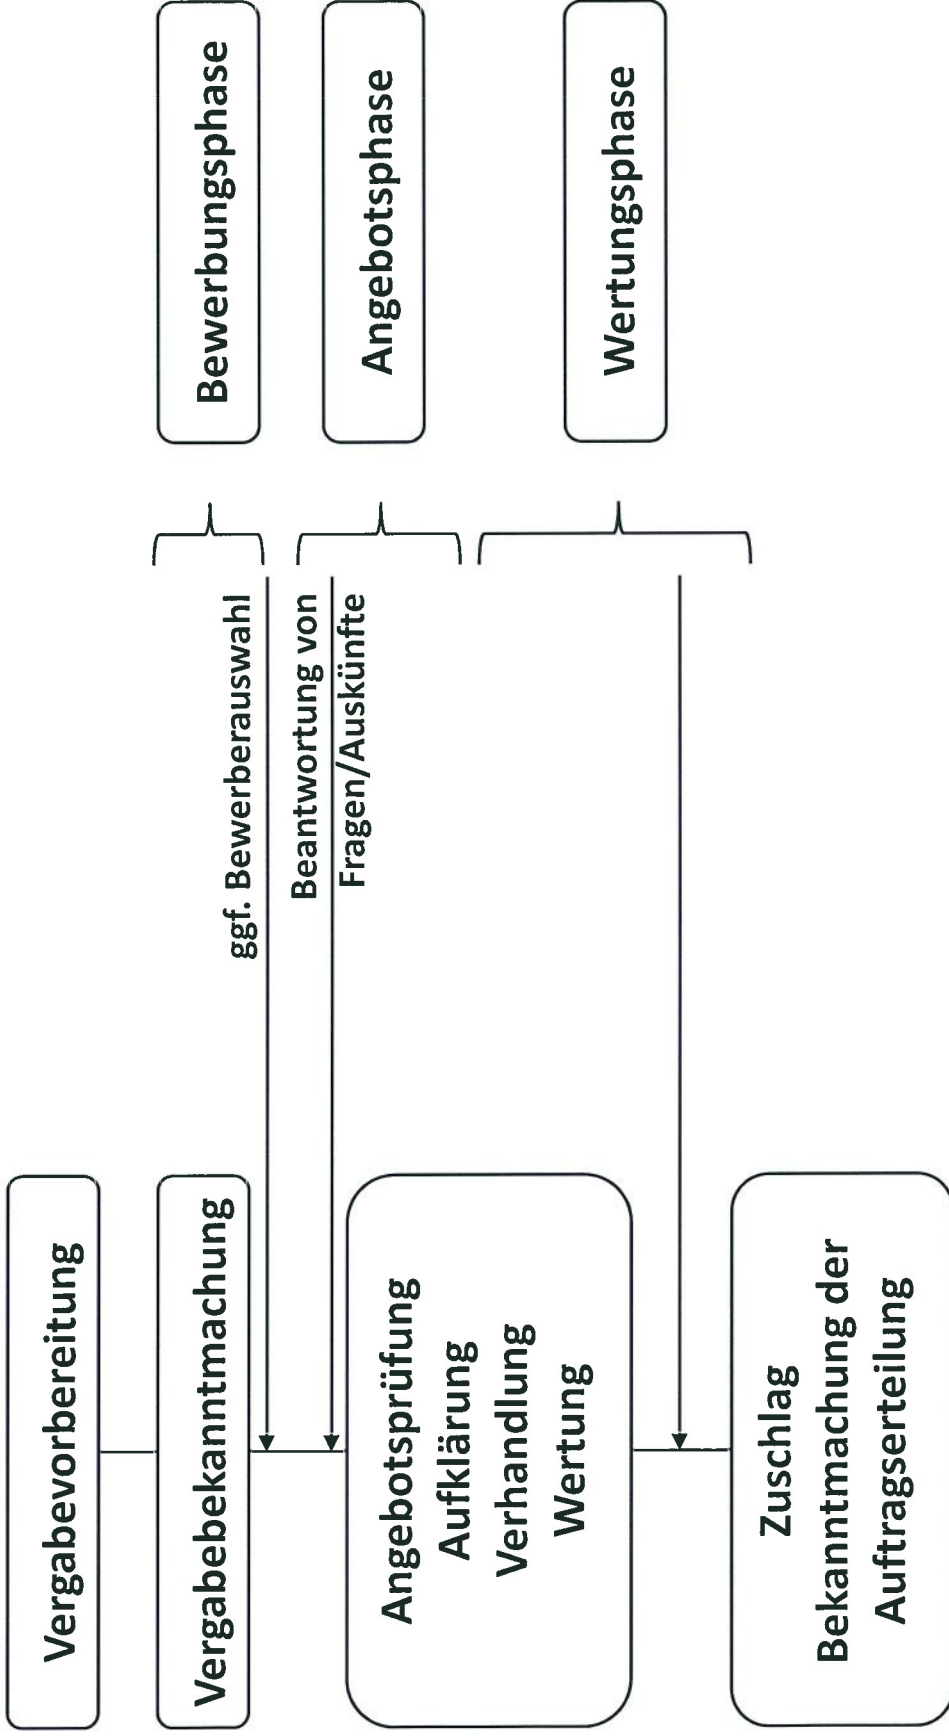 Vergabevorbereitung
Vergabebekanntmachung
ggf. Bewerberauswahl
Bewerbungsphase
Beantwortung von
Fragen/Auskünfte
Angebotsphase
Angebotsprüfung
Aufklärung
Verhandlung
Wertung
Wertungsphase
Zuschlag
Bekanntmachung der
Auftragserteilung